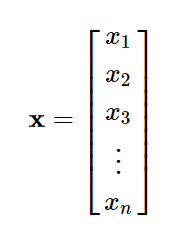 x₁
x₂
𝐱 = x₃
⋮
xₙ